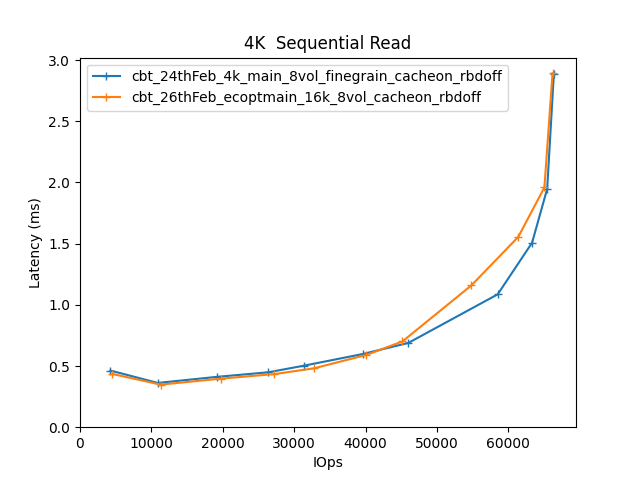 4K  Sequential Read
cbt_24thFeb_4k_main_8vol_finegrain_cacheon_rbdoff
cbt_26thFeb_ecoptmain_16k_8vol_cacheon_rbdoff
3.0
2.5
2.0
1.5
1.0
0.5
0.0
Latency (ms)
0 10000 20000 30000 40000 50000 60000
IOps